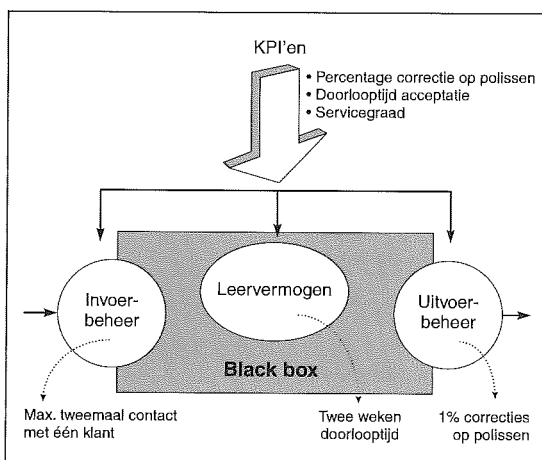 KPI'en
• Percentage correctie op polissen
• Doorlooptijd acceptatie
• Servicegraad
Invoer-
beheer
Leervermogen
Uitvoer-
beheer
Black box
Max. tweemaal contact
met één klant
Twee weken
doorlooptijd
1% correcties
op polissen